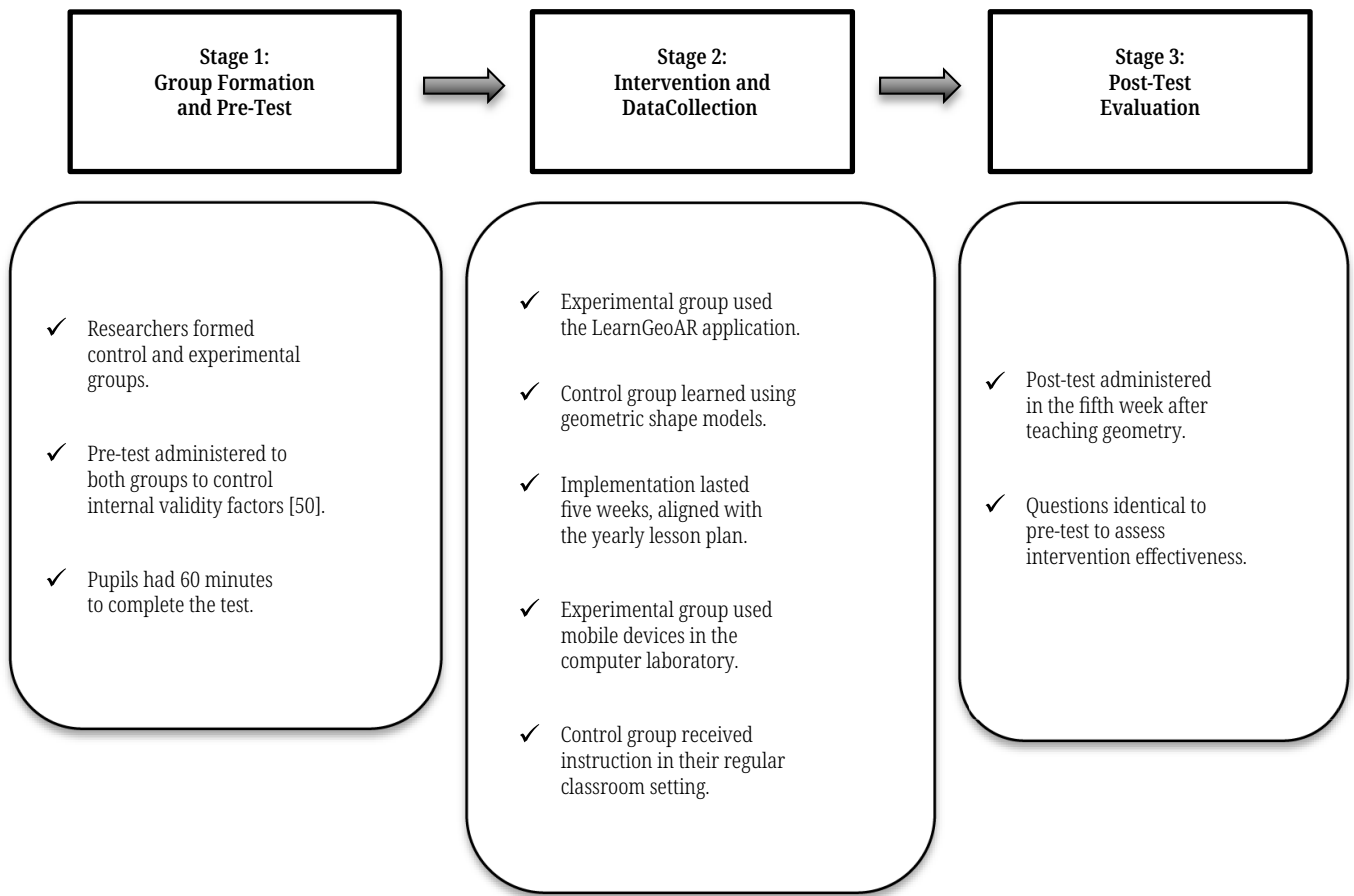 Stage 1:
Group Formation
and Pre-Test
Stage 2:
Intervention and
DataCollection
Stage 3:
Post-Test
Evaluation
✓ Researchers formed
control and experimental
groups.
✓ Pre-test administered to
both groups to control
internal validity factors [50].
✓ Pupils had 60 minutes
to complete the test.
✓ Experimental group used
the LearnGeoAR application.
✓ Control group learned using
geometric shape models.
✓ Implementation lasted
five weeks, aligned with
the yearly lesson plan.
✓ Experimental group used
mobile devices in the
computer laboratory.
✓ Control group received
instruction in their regular
classroom setting.
✓ Post-test administered
in the fifth week after
teaching geometry.
✓ Questions identical to
pre-test to assess
intervention effectiveness.